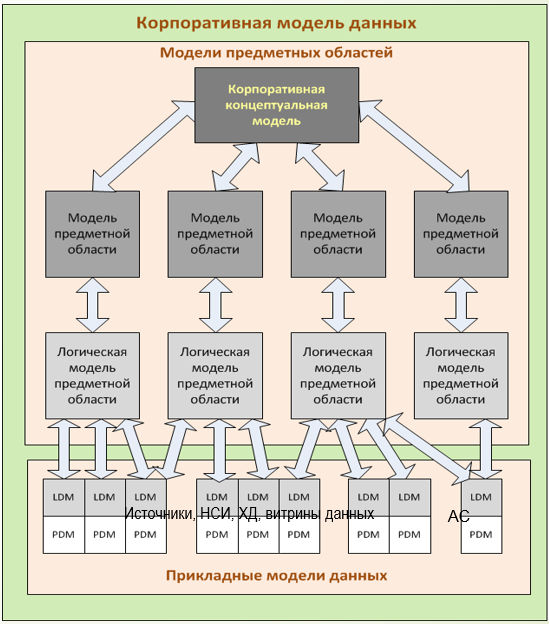 Корпоративная модель данных
Модели предметных областей
Корпоративная
концептуальная
модель
Модель
предметной
области
Модель
предметной
области
Модель
предметной
области
Модель
предметной
области
Логическая
модель
предметной
области
Логическая
модель
предметной
области
Логическая
модель
предметной
области
Логическая
модель
предметной
области
LDM LDM LDM LDM LDM LDM LDM LDM LDM
Источники, НСИ, ХД, витрины данных АС
PDM PDM PDM PDM PDM PDM PDM PDM PDM
Прикладные модели данных